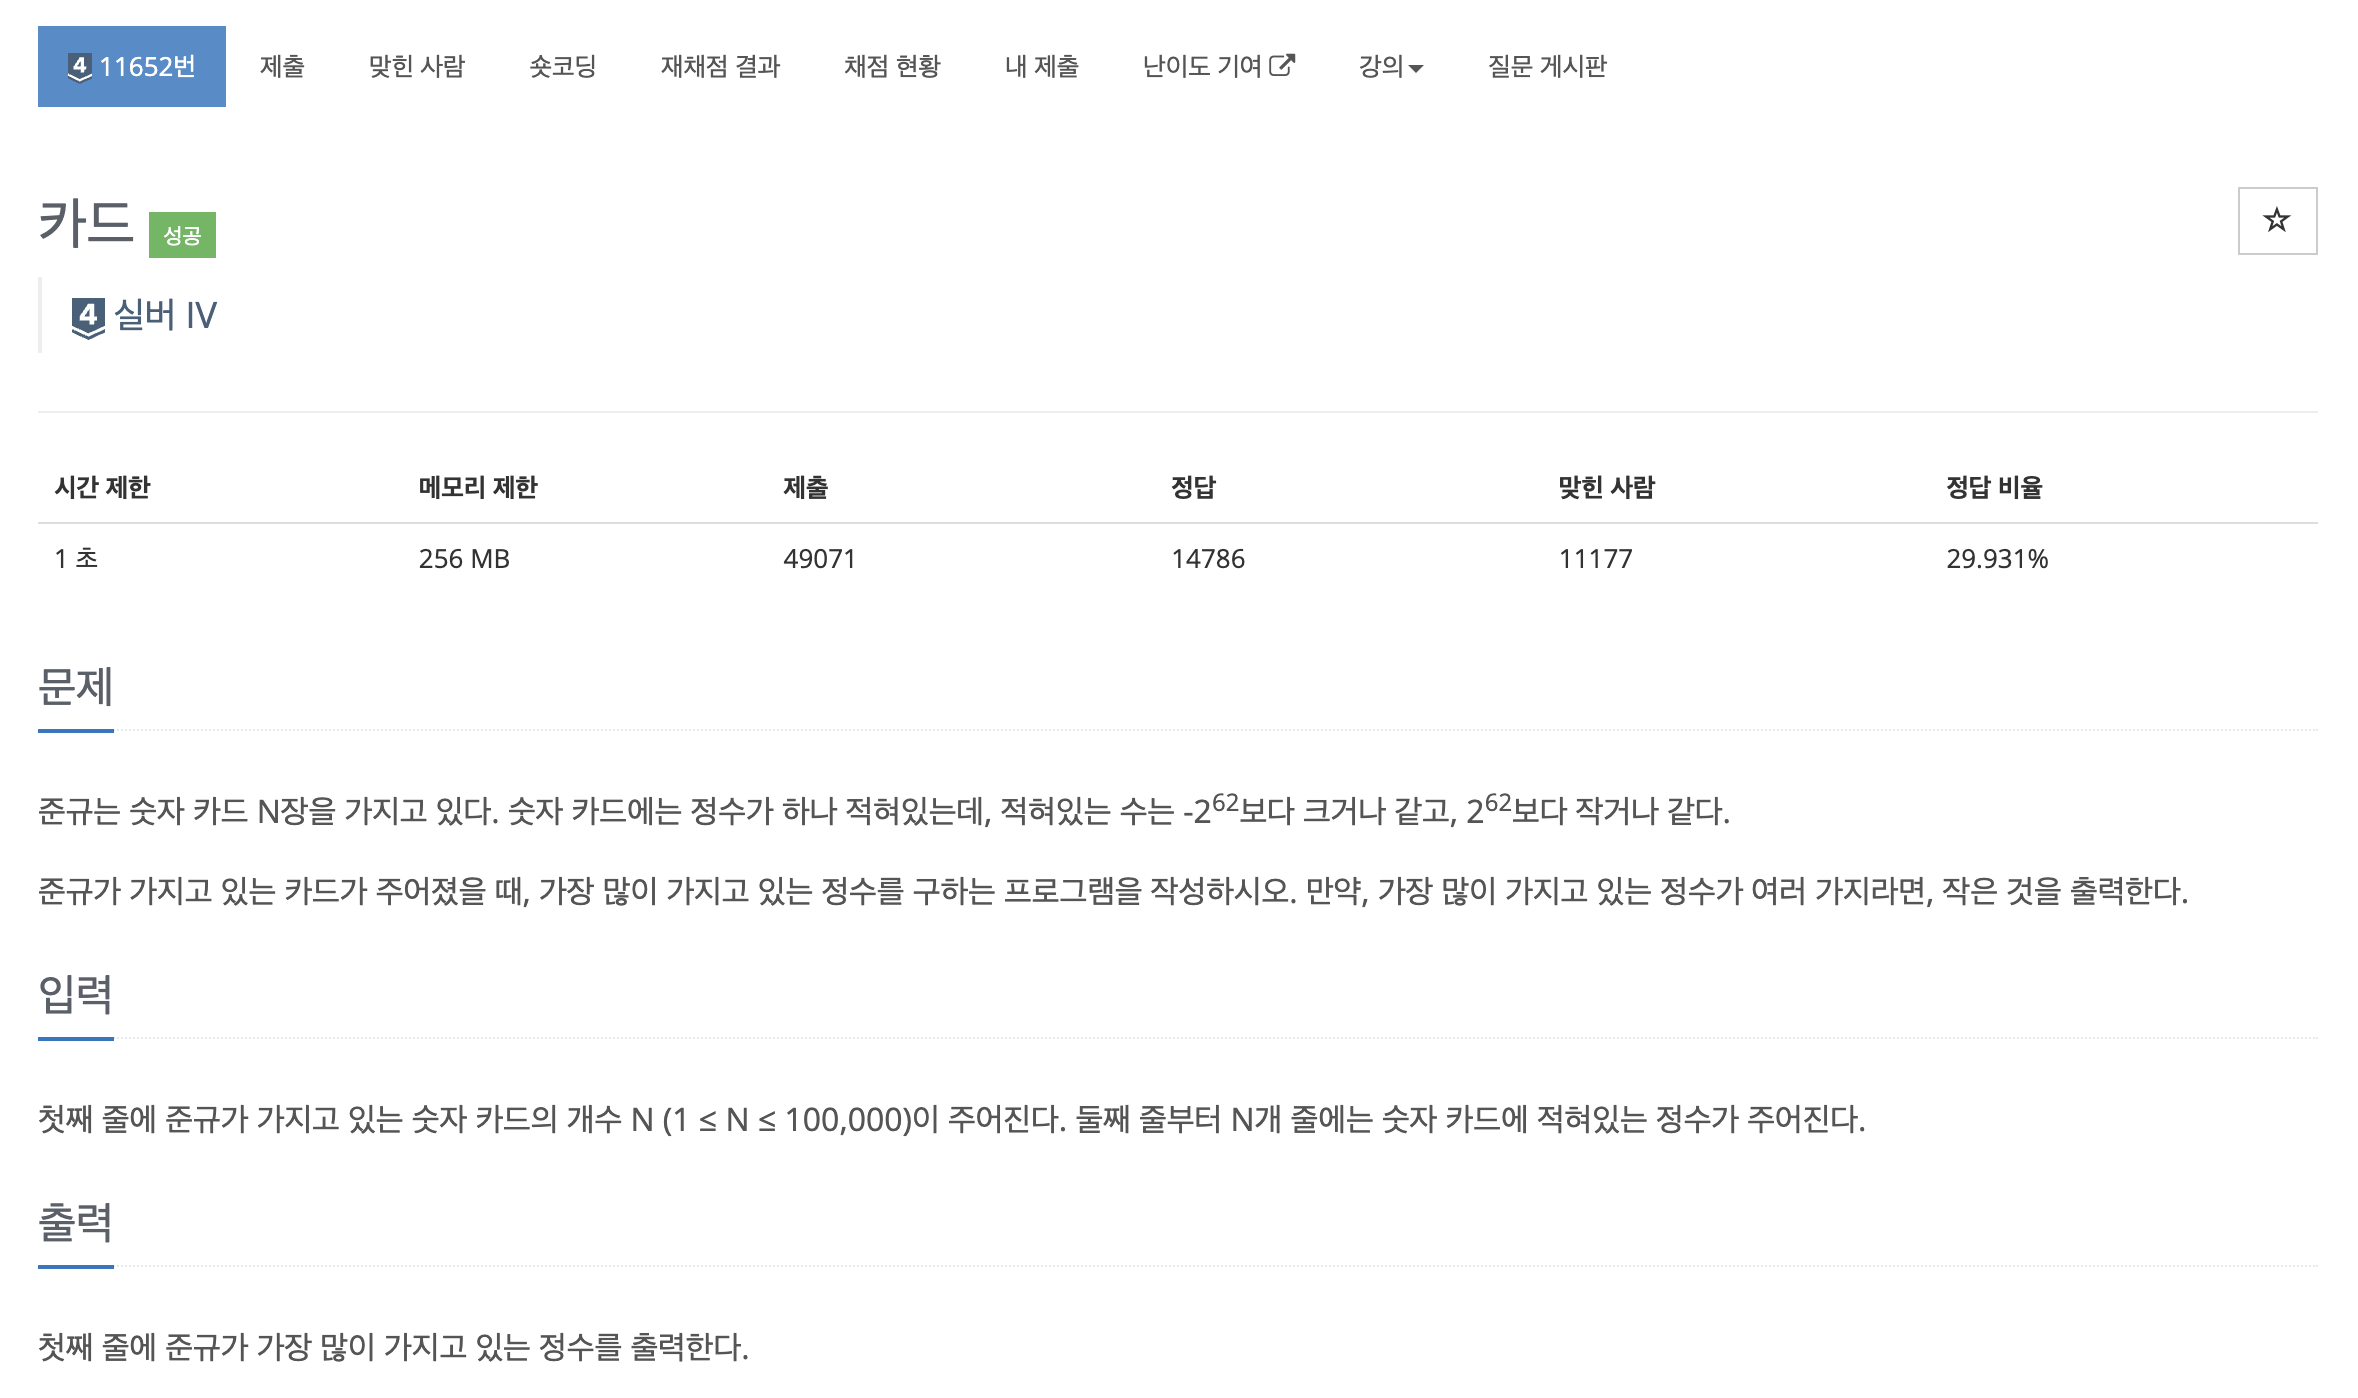 4 11652번 제출 맞힌 사람 숏코딩 재채점 결과 채점 현황 내 제출 난이도 기여 강의 질문 게시판
카드 성공
4 실버 IV
시간 제한 메모리 제한 제출 정답 맞힌 사람 정답 비율
1 초 256 MB 49071 14786 11177 29.931%
문제
준규는 숫자 카드 N장을 가지고 있다. 숫자 카드에는 정수가 하나 적혀있는데, 적혀있는 수는 -2⁶²보다 크거나 같고, 2⁶²보다 작거나 같다.
준규가 가지고 있는 카드가 주어졌을 때, 가장 많이 가지고 있는 정수를 구하는 프로그램을 작성하시오. 만약, 가장 많이 가지고 있는 정수가 여러 가지라면, 작은 것을 출력한다.
입력
첫째 줄에 준규가 가지고 있는 숫자 카드의 개수 N (1 ≤ N ≤ 100,000)이 주어진다. 둘째 줄부터 N개 줄에는 숫자 카드에 적혀있는 정수가 주어진다.
출력
첫째 줄에 준규가 가장 많이 가지고 있는 정수를 출력한다.